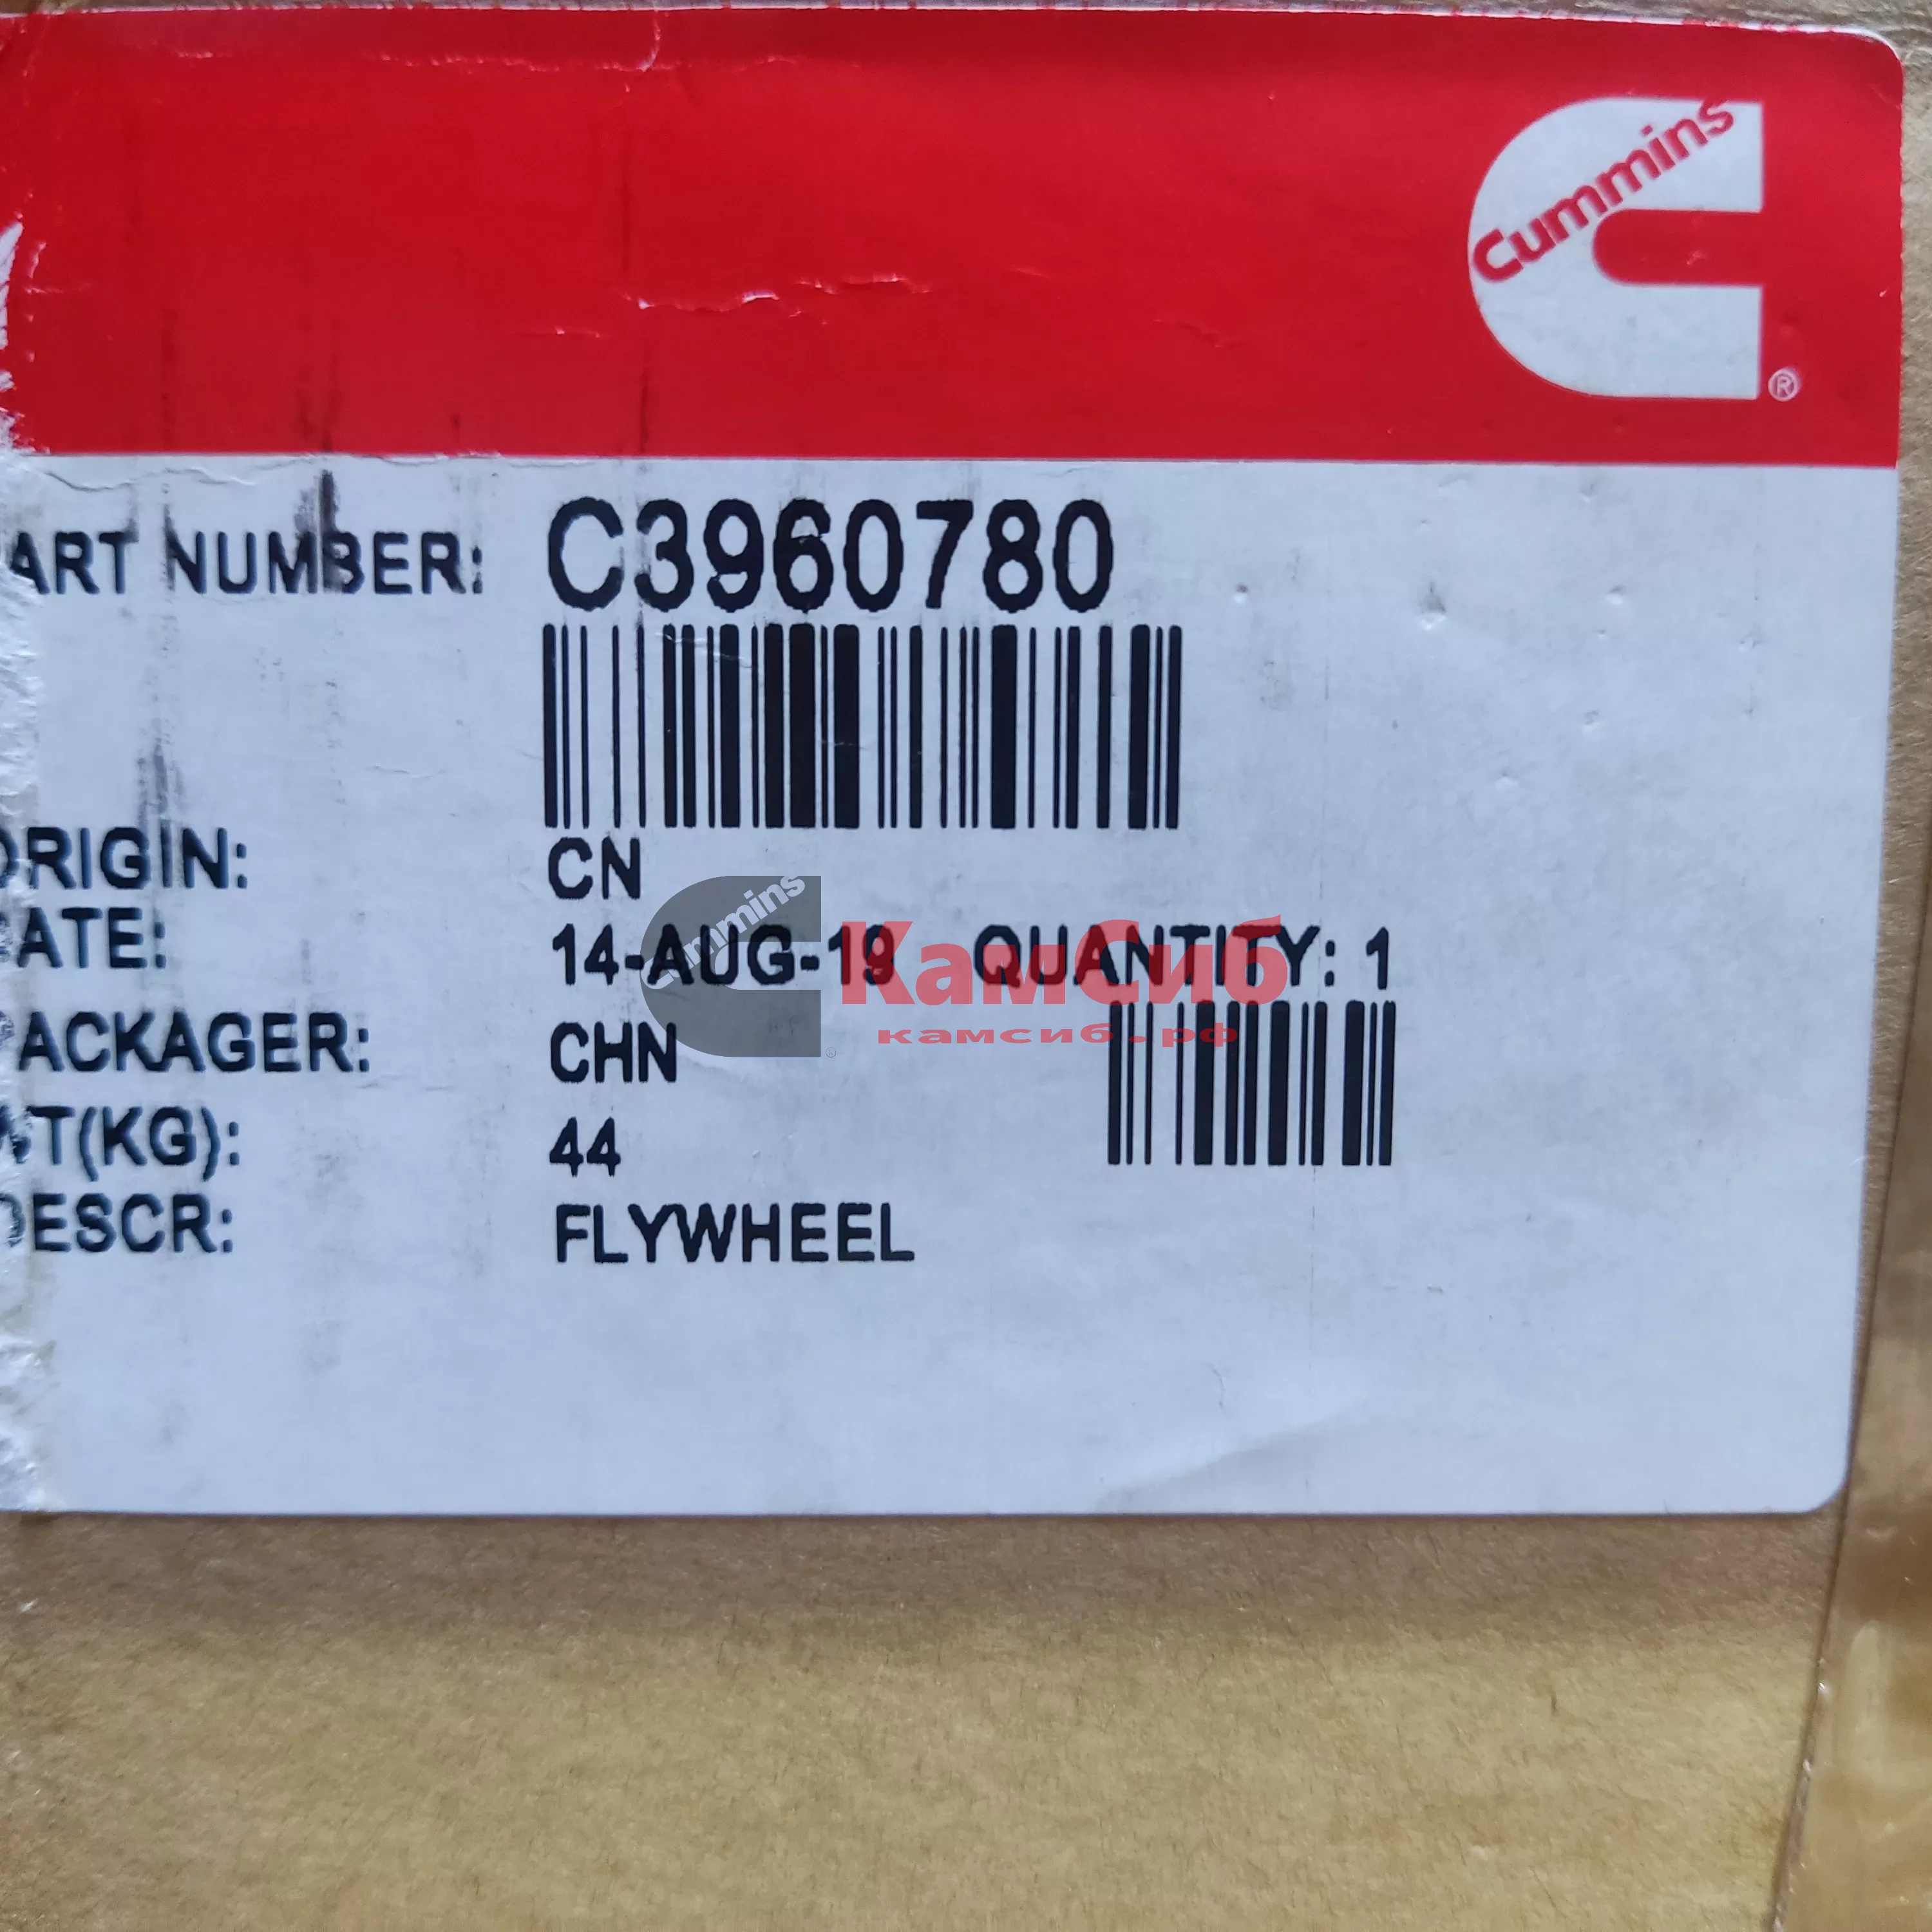 Cummins
®
ART NUMBER: C3960780
ORIGIN: CN
ATE: 14-AUG-19 QUANTITY: 1
КамСиб
камсиб.рф
Cummins
PACKAGER: CHN
WT(KG): 44
DESCR: FLYWHEEL